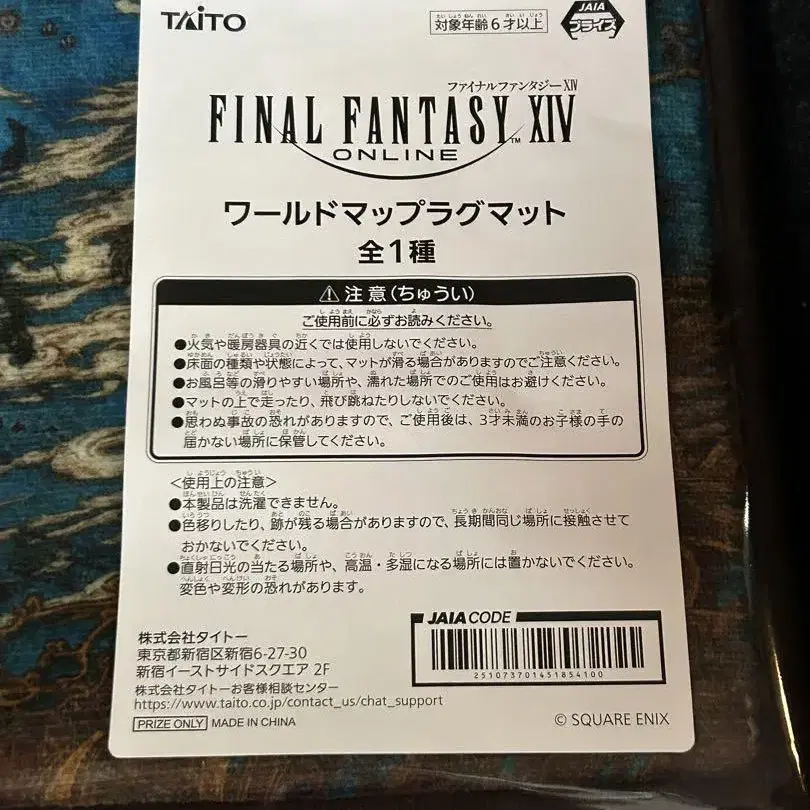 TAITO
対象年齢6才以上
JAIA
プライズ
ファイナルファンタジーXIV
FINAL FANTASY XIV
ONLINE
TM
ワールドマップラグマット
全1種
⚠注意(ちゅうい)
ご使用前に必ずお読みください。
●火気や暖房器具の近くでは使用しないでください。
●床面の種類や状態によって、マットが滑る場合がありますのでご注意ください。
●お風呂等の滑りやすい場所や、濡れた場所でのご使用はお避けください。
●マットの上で走ったり、飛び跳ねたりしないでください。
●思わぬ事故の恐れがありますので、ご使用後は、3才未満のお子様の手の
届かない場所に保管してください。
<使用上の注意>
●本製品は洗濯できません。
●色移りしたり、跡が残る場合がありますので、長期間同じ場所に接触させて
おかないでください。
●直射日光の当たる場所や、高温・多湿になる場所には置かないでください。
変色や変形の恐れがあります。
株式会社タイトー
東京都新宿区新宿6-27-30
新宿イーストサイドスクエア 2F
株式会社タイトーお客様相談センター
https://www.taito.co.jp/contact_us/chat_support
PRIZE ONLY MADE IN CHINA
JAIA CODE
2510737014518541​00
© SQUARE ENIX